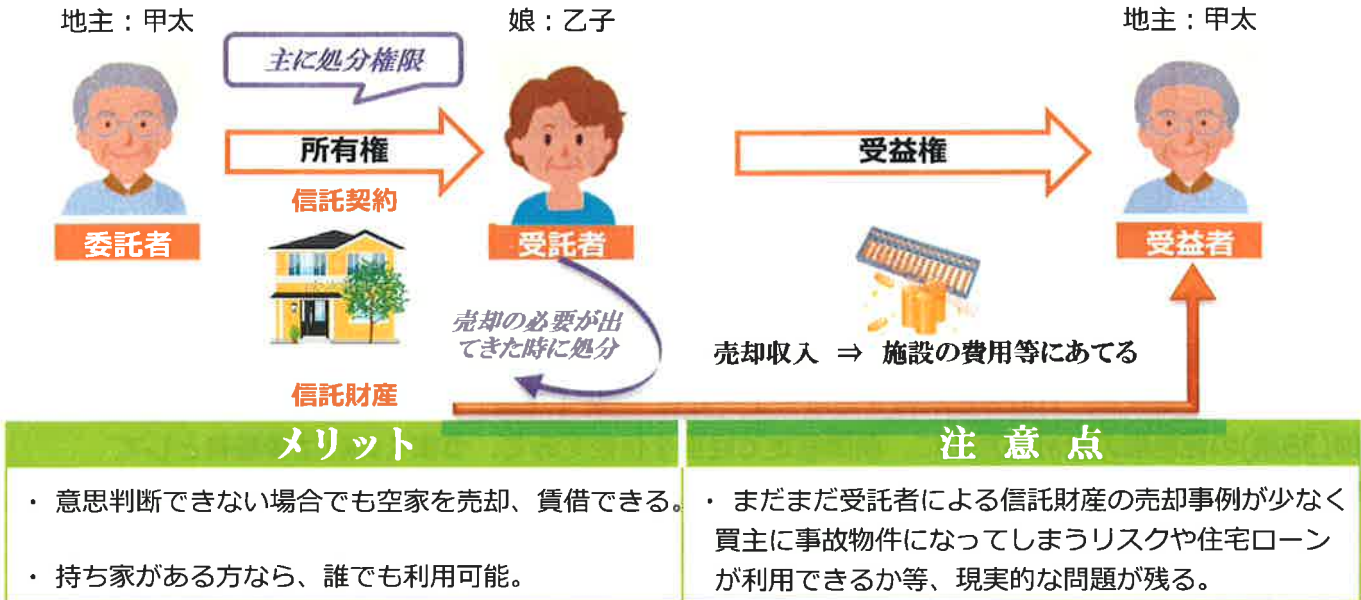 地主：甲太
娘：乙子
地主：甲太
主に処分権限
所有権
受益権
信託契約
委託者
受託者
受益者
売却の必要が出
てきた時に処分
売却収入 ⇒ 施設の費用等にあてる
信託財産
メリット
・ 意思判断できない場合でも空家を売却、賃借できる。
・ 持ち家がある方なら、誰でも利用可能。
注意点
・ まだまだ受託者による信託財産の売却事例が少なく
買主に事故物件になってしまうリスクや住宅ローン
が利用できるか等、現実的な問題が残る。